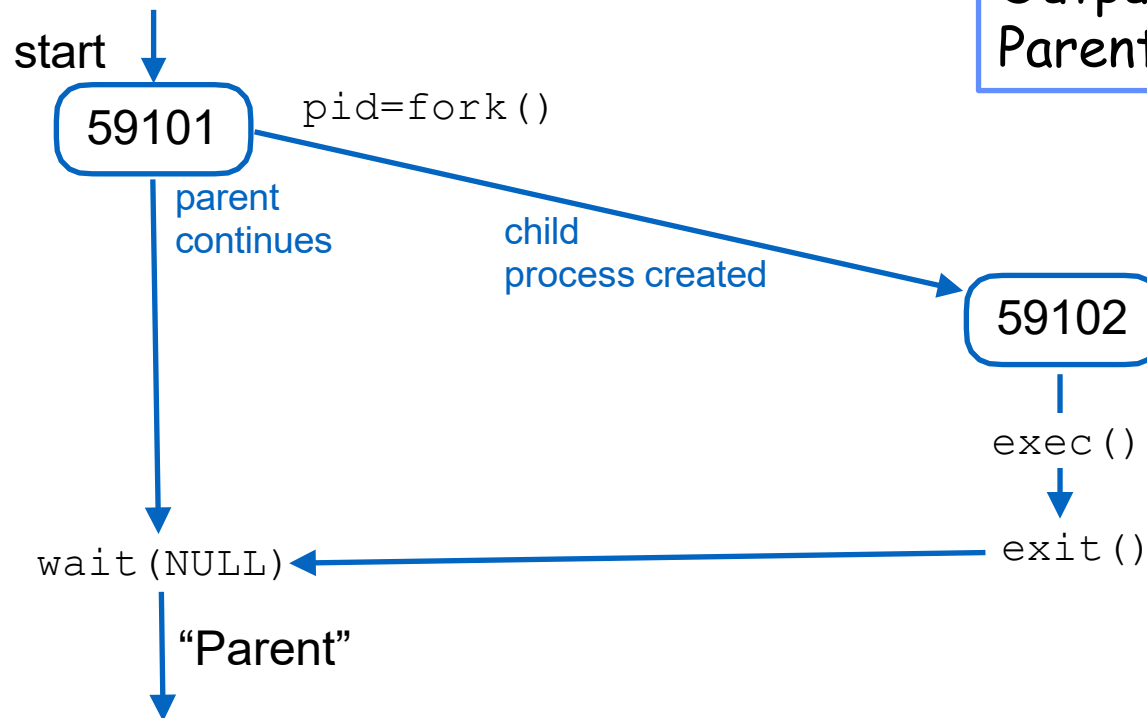 Parent
start
pid=fork()
59101
parent
continues
child
process created
59102
exec()
wait(NULL)
exit()
“Parent”